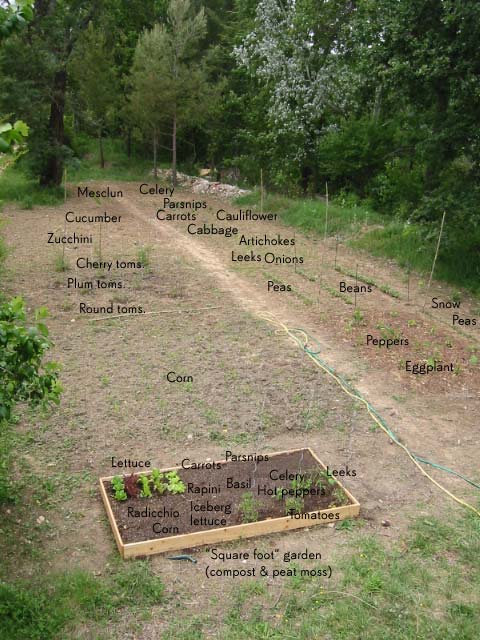 Mesclun
Celery
Parsnips
Carrots
Cucumber
Cauliflower
Cabbage
Zucchini
Artichokes
Leeks Onions
Cherry toms.
Plum toms.
Peas
Beans
Round toms.
Snow
Peas
Peppers
Eggplant
Corn
Lettuce
Carrots
Parsnips
Leeks
Celery
Rapini
Basil
Hot peppers
Radicchio
Iceberg
lettuce
Tomatoes
Corn
"Square foot" garden
(compost & peat moss)